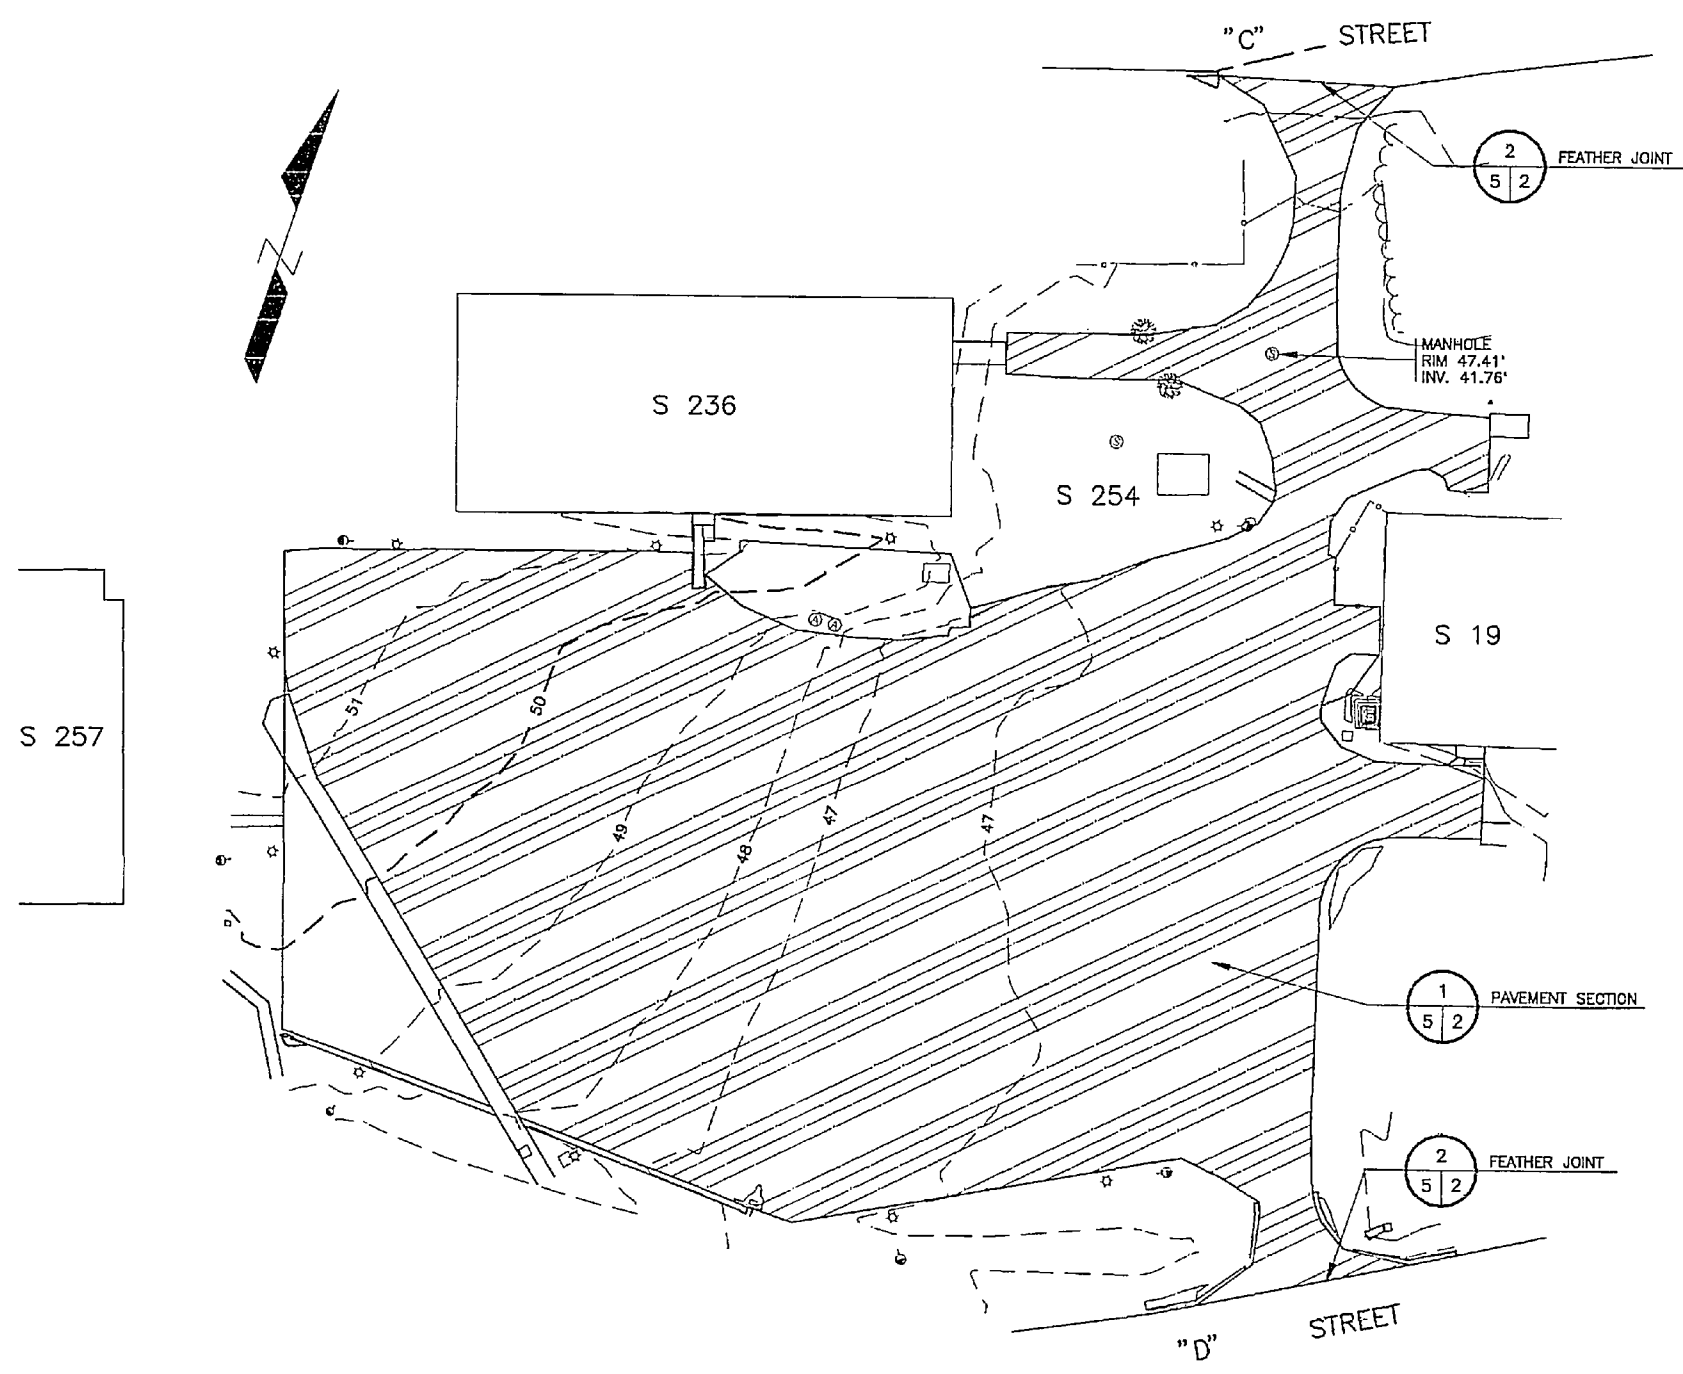 "C" STREET
2
5 2
FEATHER JOINT
N
MANHOLE
RIM 47.41'
INV. 41.76'
S
S 236
S
S 254
A A
S 19
51
50
S 257
49
48
47
47
1
5 2
PAVEMENT SECTION
2
5 2
FEATHER JOINT
"D" STREET